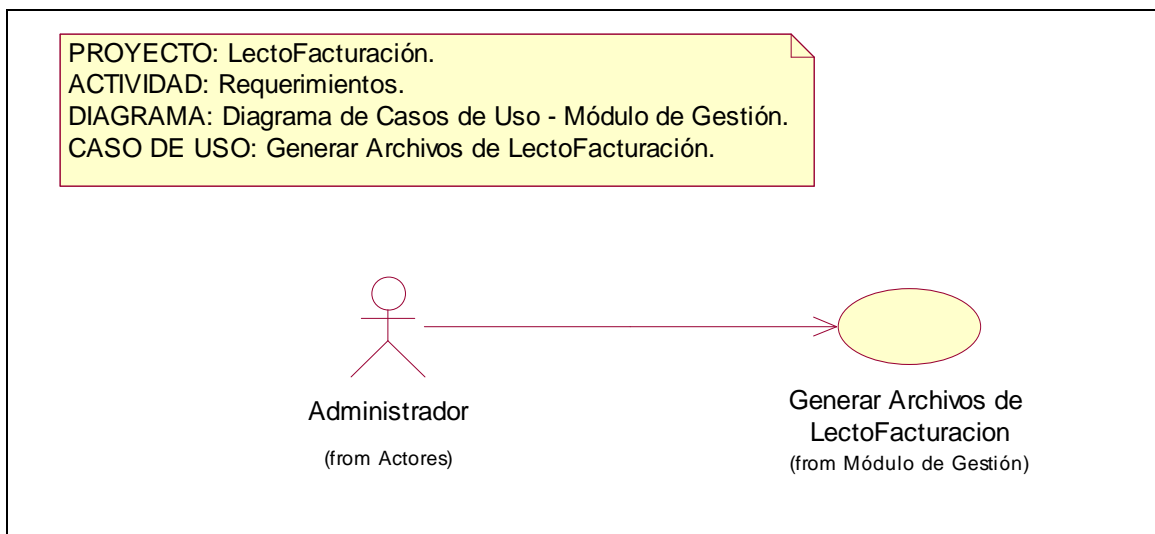 PROYECTO: LectoFacturación.
ACTIVIDAD: Requerimientos.
DIAGRAMA: Diagrama de Casos de Uso - Módulo de Gestión.
CASO DE USO: Generar Archivos de LectoFacturación.
Administrador
(from Actores)
Generar Archivos de
LectoFacturacion
(from Módulo de Gestión)